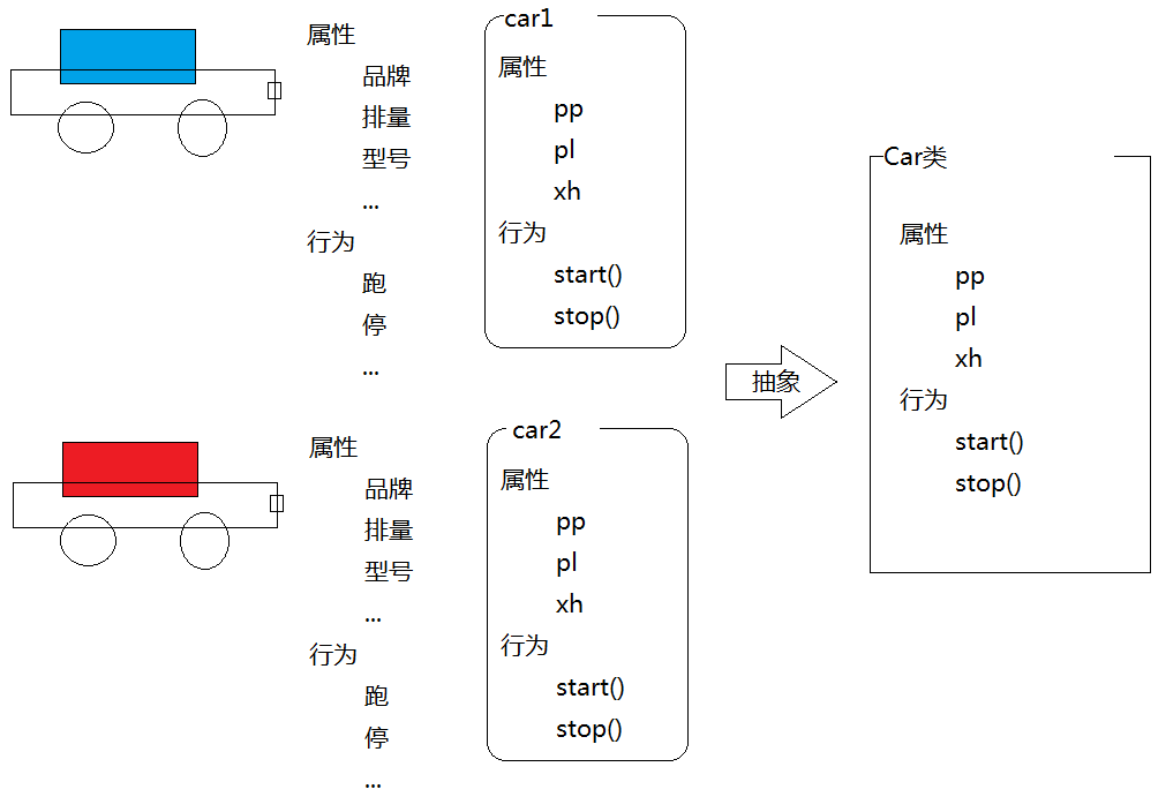 属性
品牌
排量
型号
...
行为
跑
停
...
car1
属性
pp
pl
xh
行为
start()
stop()
属性
品牌
排量
型号
...
行为
跑
停
...
car2
属性
pp
pl
xh
行为
start()
stop()
抽象
Car类
属性
pp
pl
xh
行为
start()
stop()